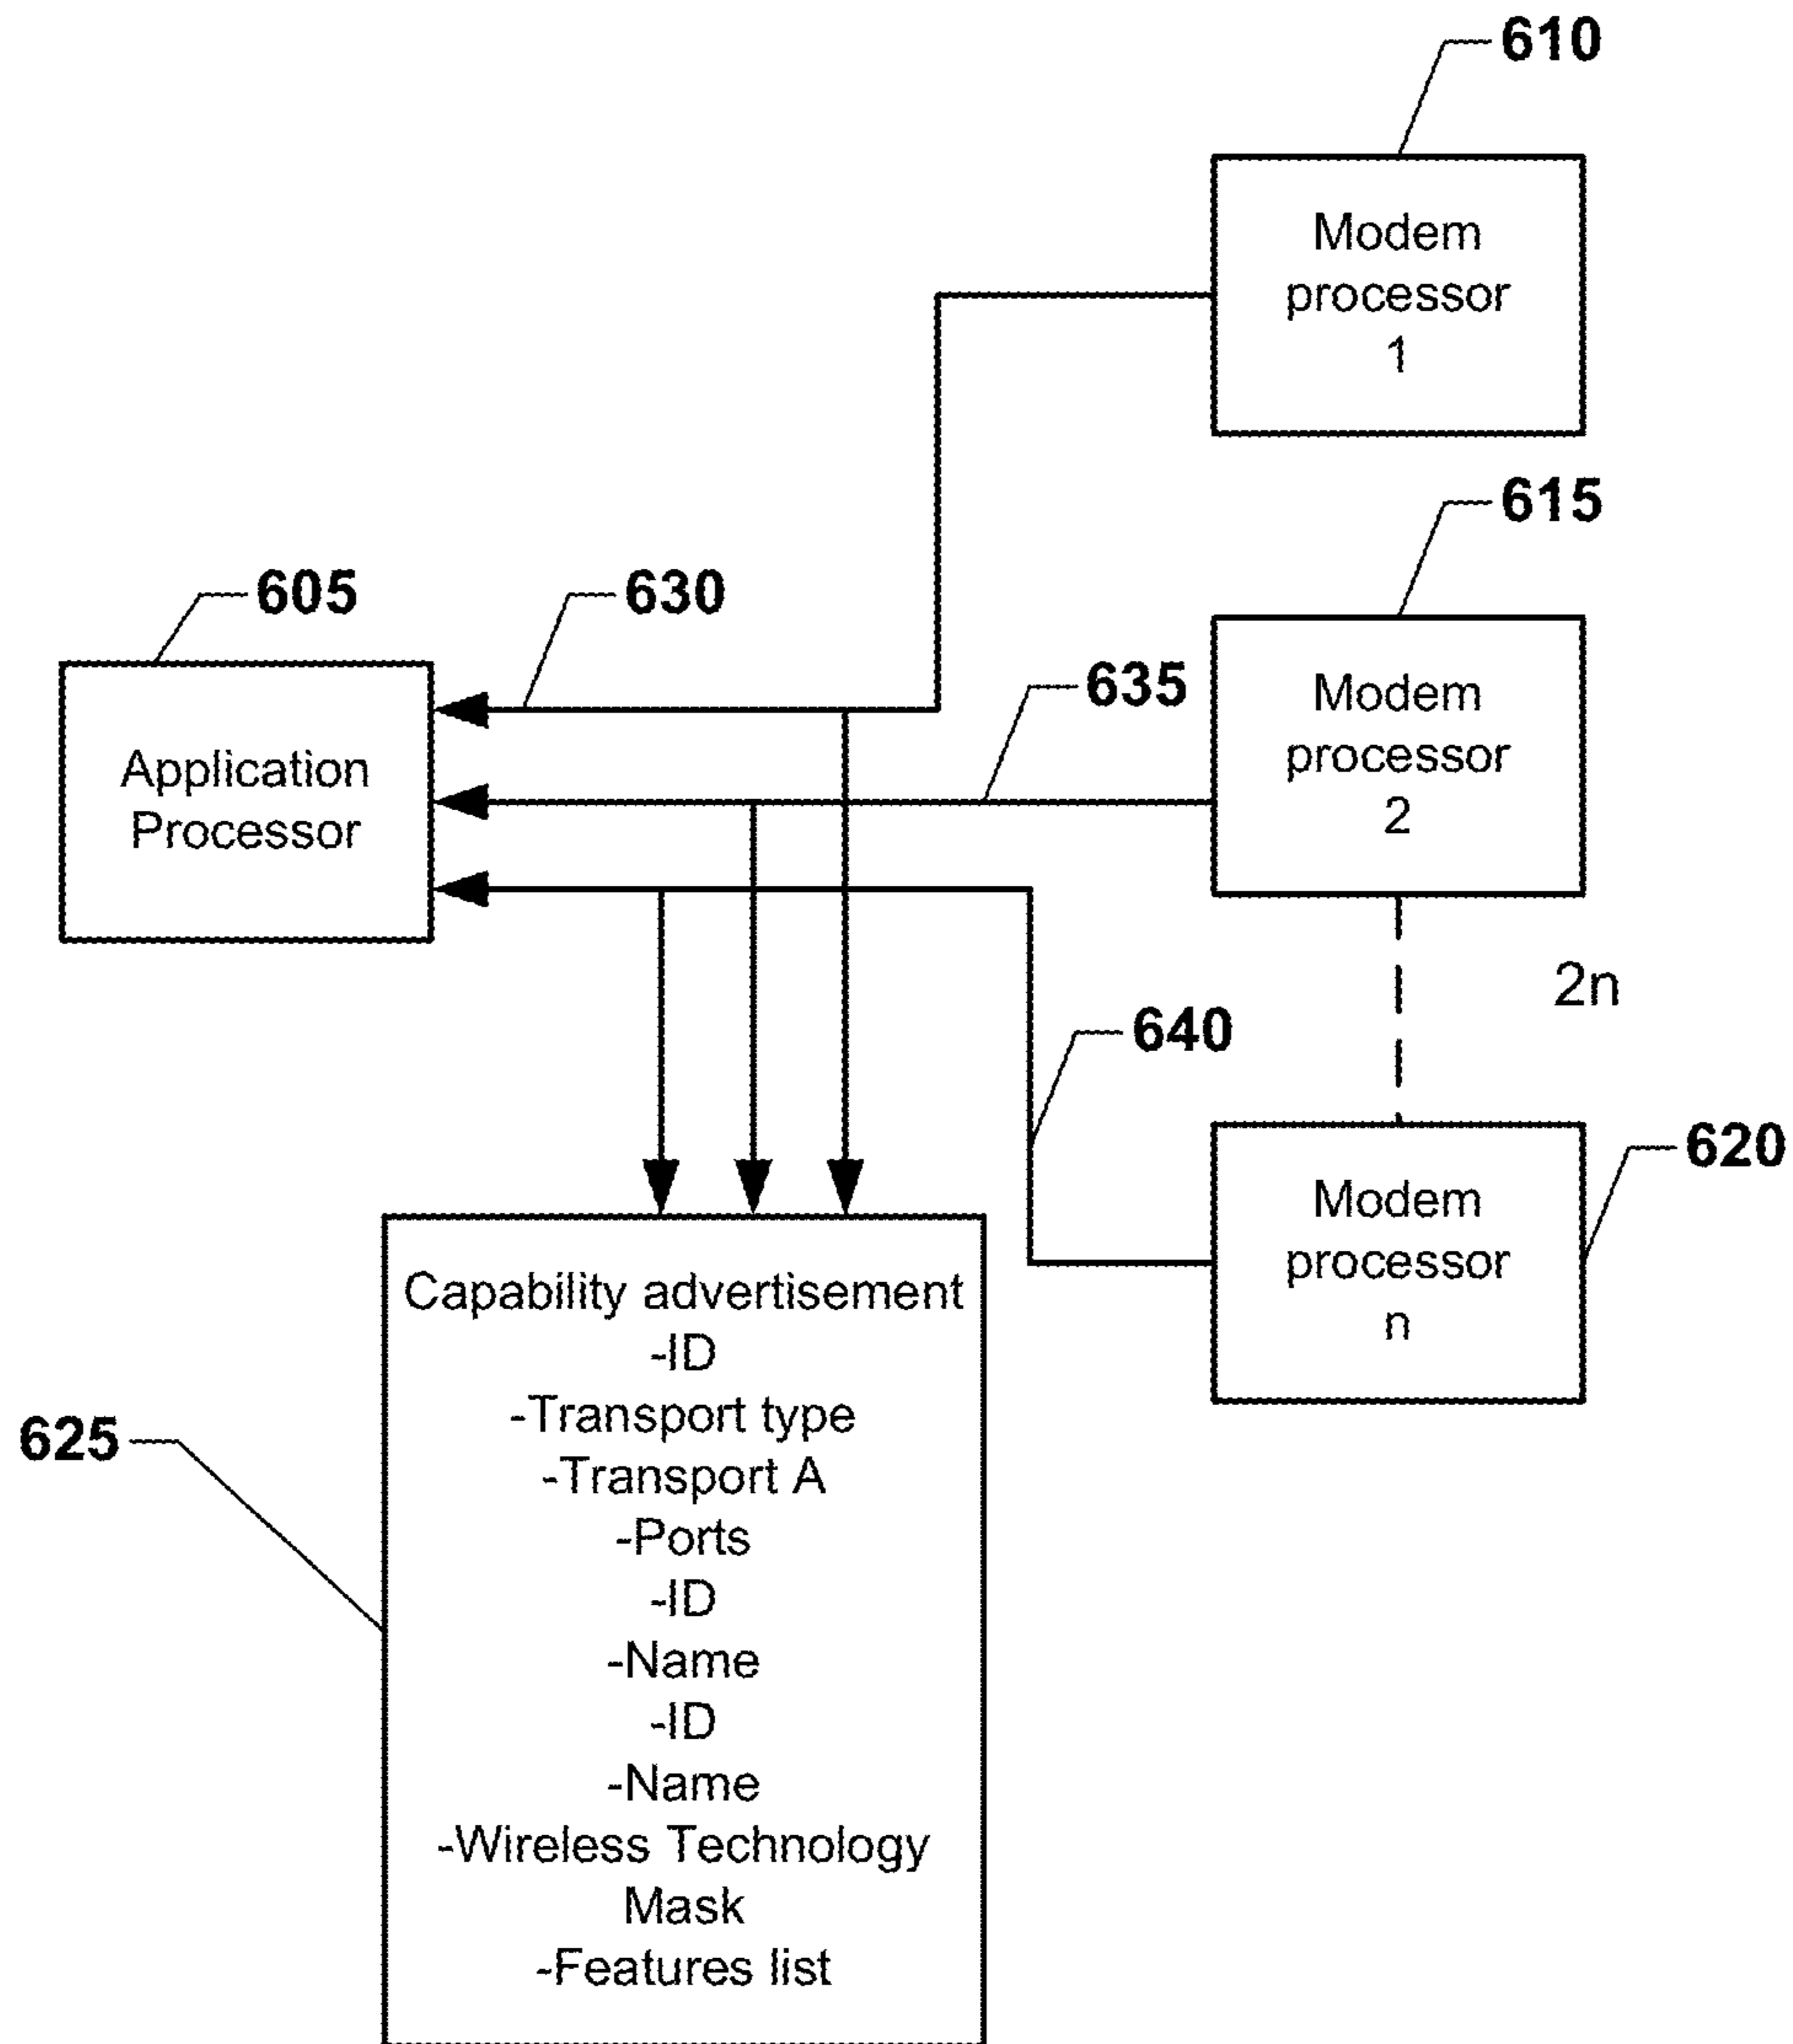 610
Modem
processor
1
615
605
630
Modem
processor
2
635
Application
Processor
2n
640
620
Modem
processor
n
Capability advertisement
-ID
-Transport type
-Transport A
-Ports
-ID
-Name
-ID
-Name
-Wireless Technology
Mask
-Features list
625